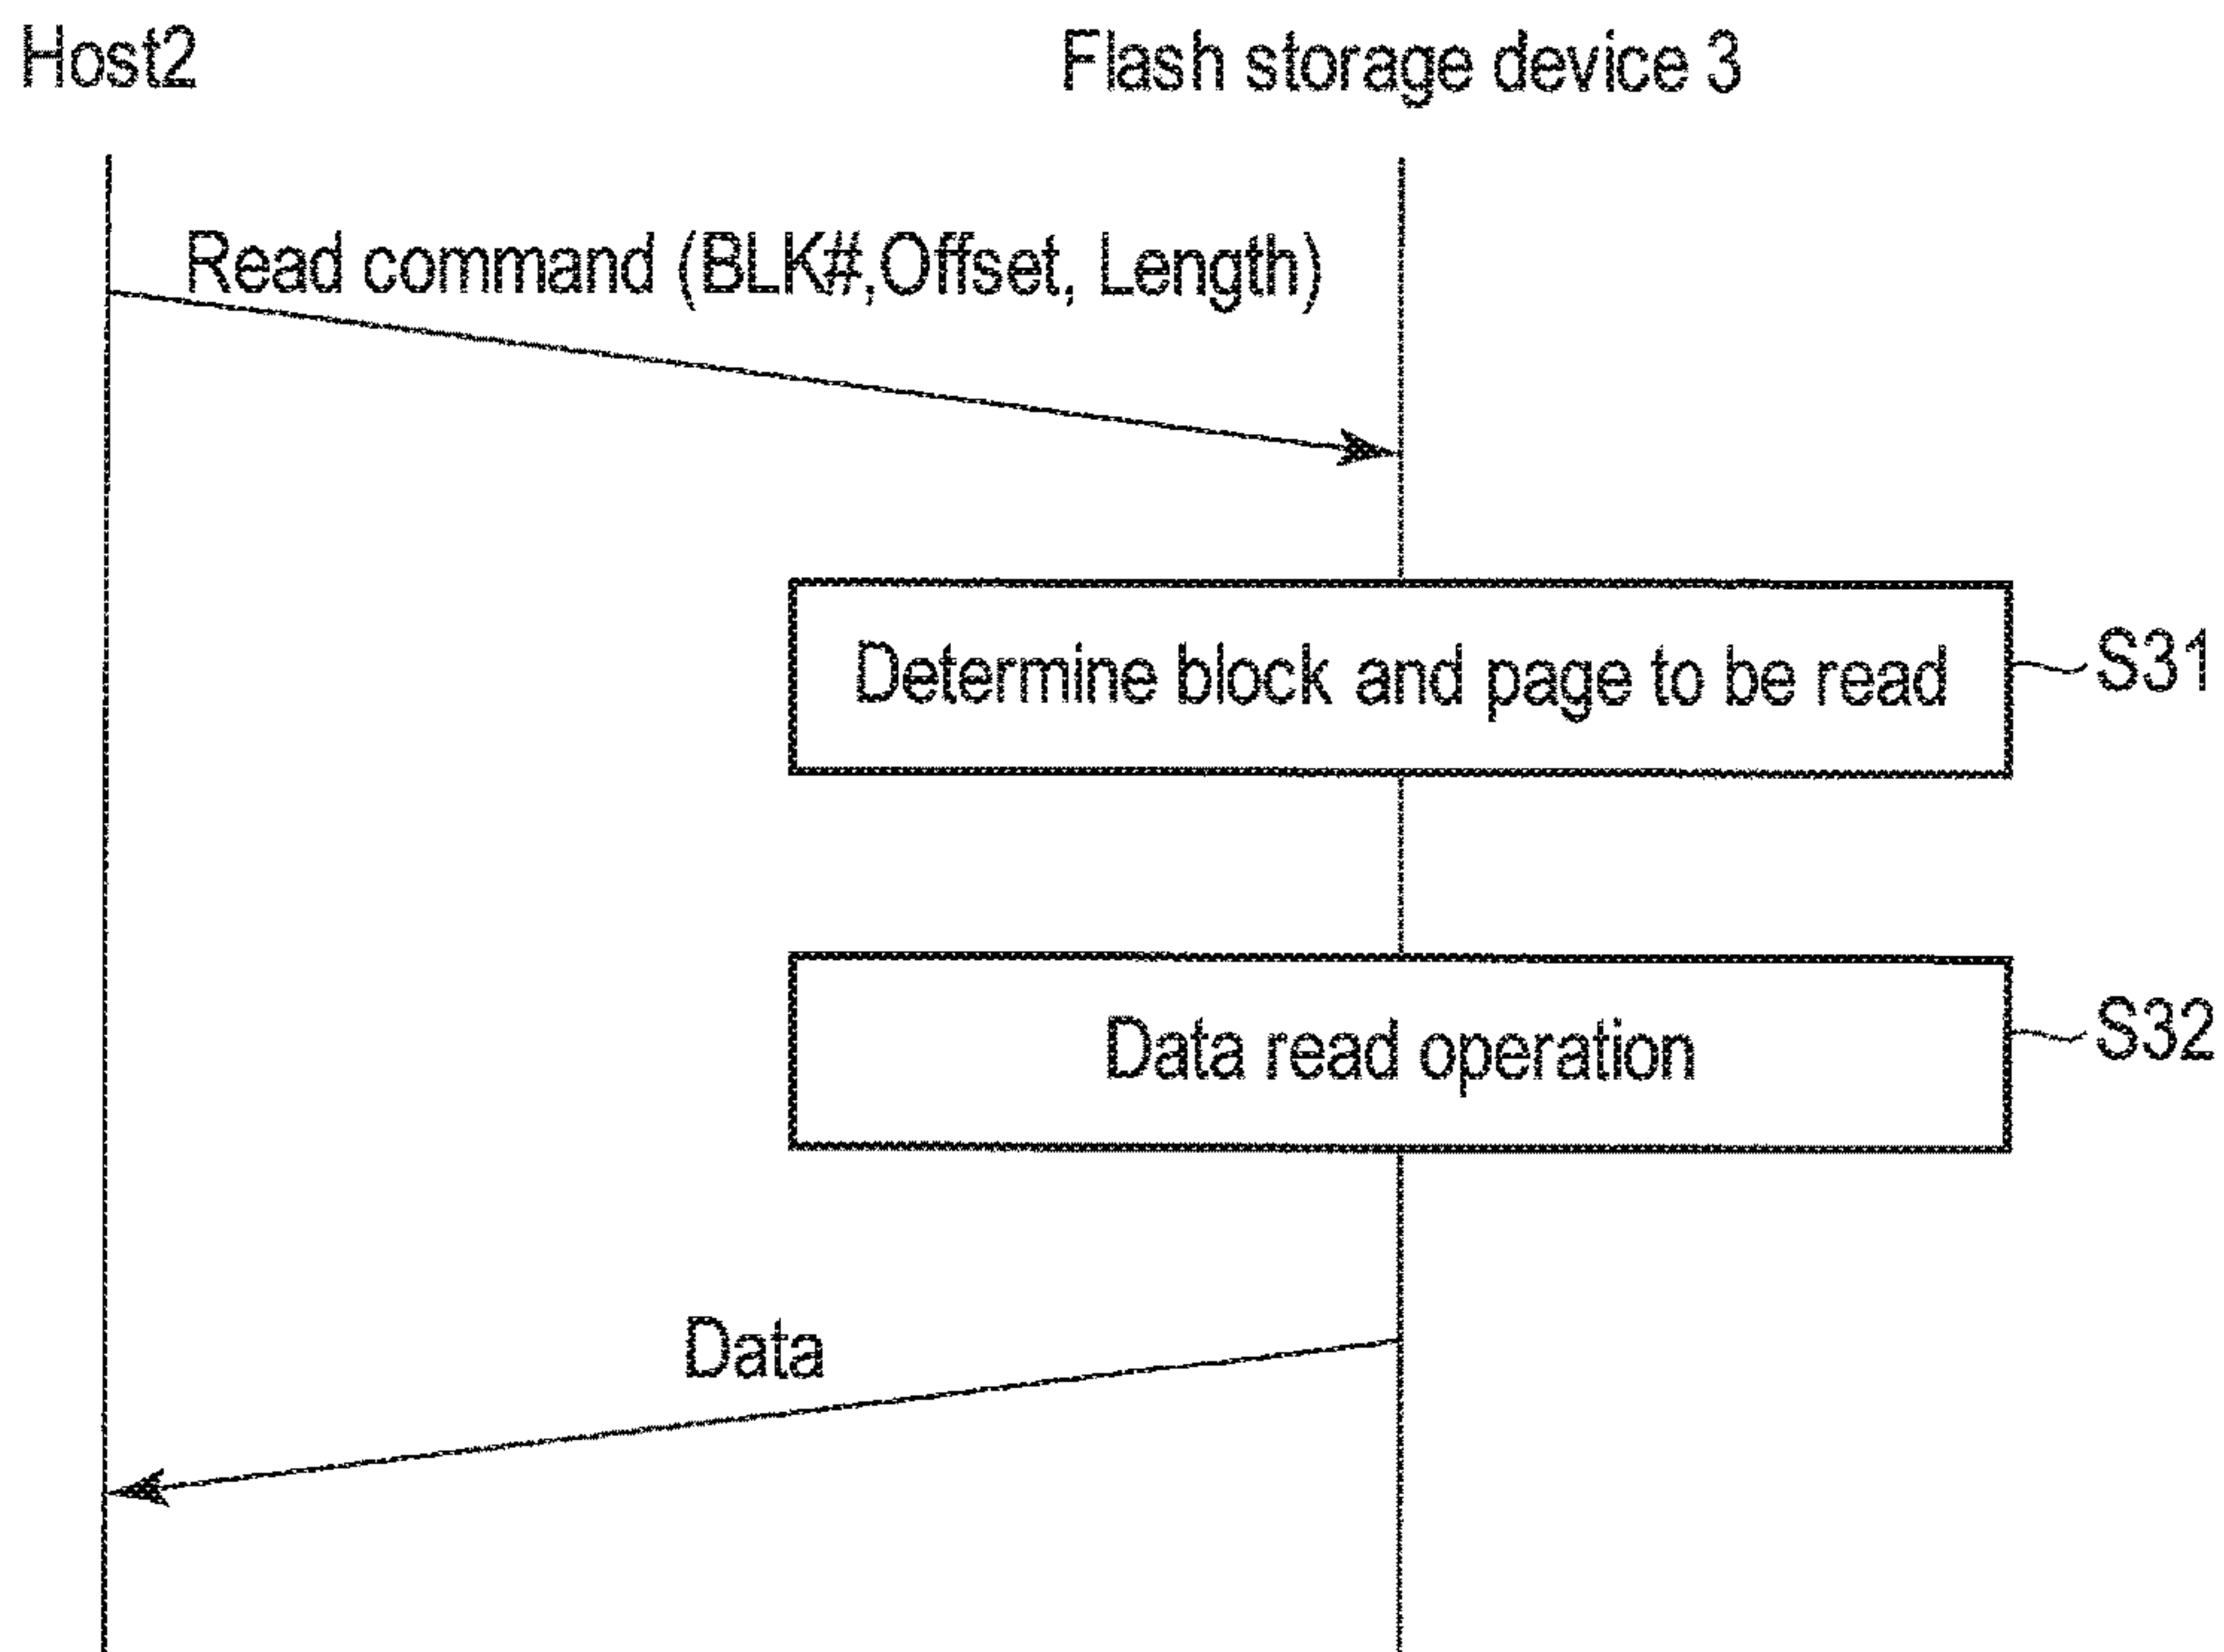 Host2
Flash storage device 3
Read command (BLK#,Offset, Length)
Determine block and page to be read
S31
Data read operation
S32
Data